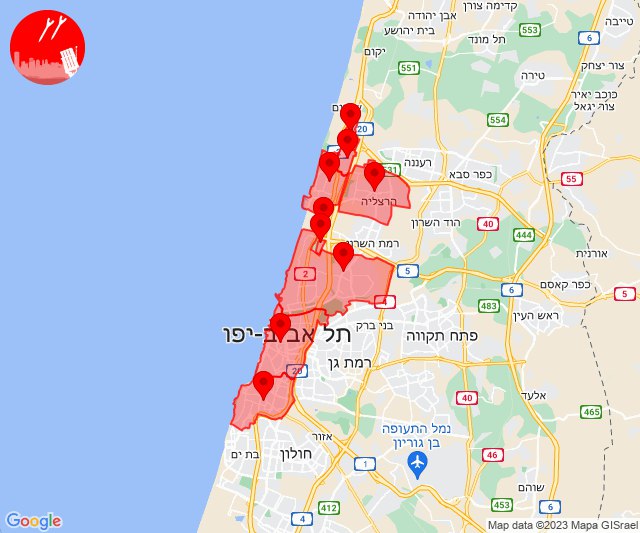 קדימה צורן
אבן יהודה
553
טייבה
בית יהושע
תל מונד
6
יקום
551
צור יצחק
טירה
כוכב יאיר
צור יגאל
554
20
רעננה
531
כפר סבא
55
הרצליה
40
הוד השרון
444
רמת השרון
אורנית
2
5
6
כפר קאסם
5
4
483
ראש העין
תל אביב-יפו
בני ברק
פתח תקווה
רמת גן
20
40
אלעד
465
אזור
נמל התעופה
בן גוריון
חולון
בת ים
46
1
שוהם
412
453
4
6
Google
Map data ©2023 Mapa GISrael